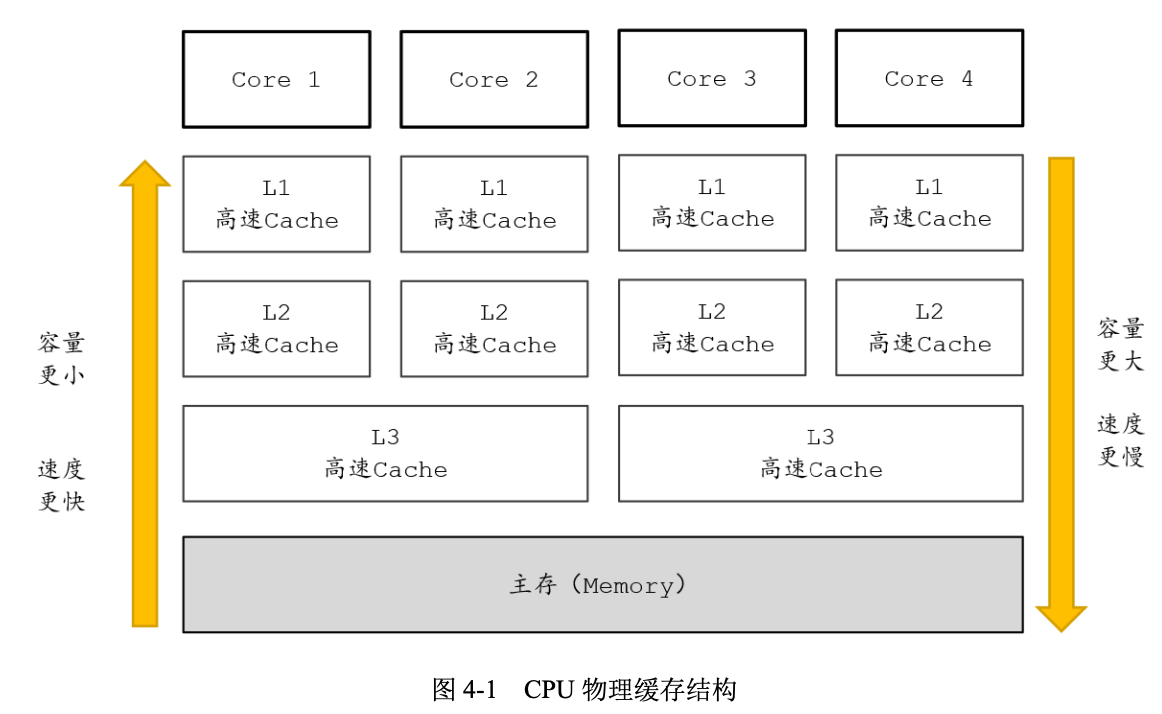 Core 1
Core 2
Core 3
Core 4
L1
高速Cache
L1
高速Cache
L1
高速Cache
L1
高速Cache
L2
高速Cache
L2
高速Cache
L2
高速Cache
L2
高速Cache
L3
高速Cache
L3
高速Cache
主存（Memory）
容量
更小
速度
更快
容量
更大
速度
更慢
图 4-1 CPU 物理缓存结构